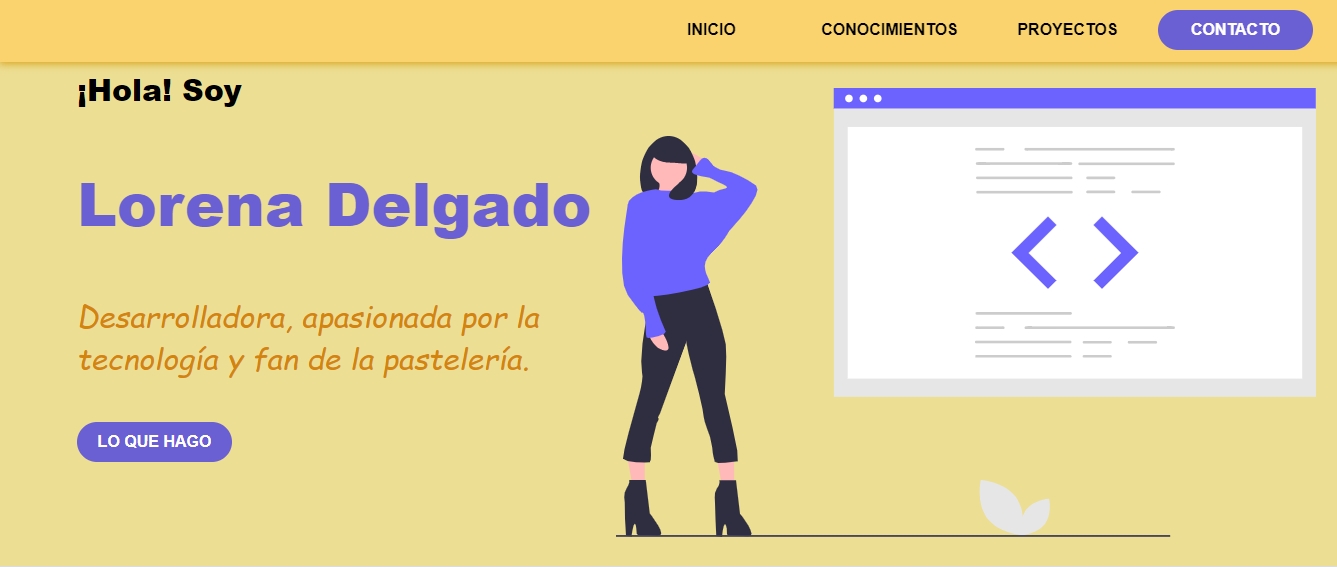 INICIO
CONOCIMIENTOS
PROYECTOS
CONTACTO
¡Hola! Soy
Lorena Delgado
Desarrolladora, apasionada por la
tecnología y fan de la pastelería.
LO QUE HAGO